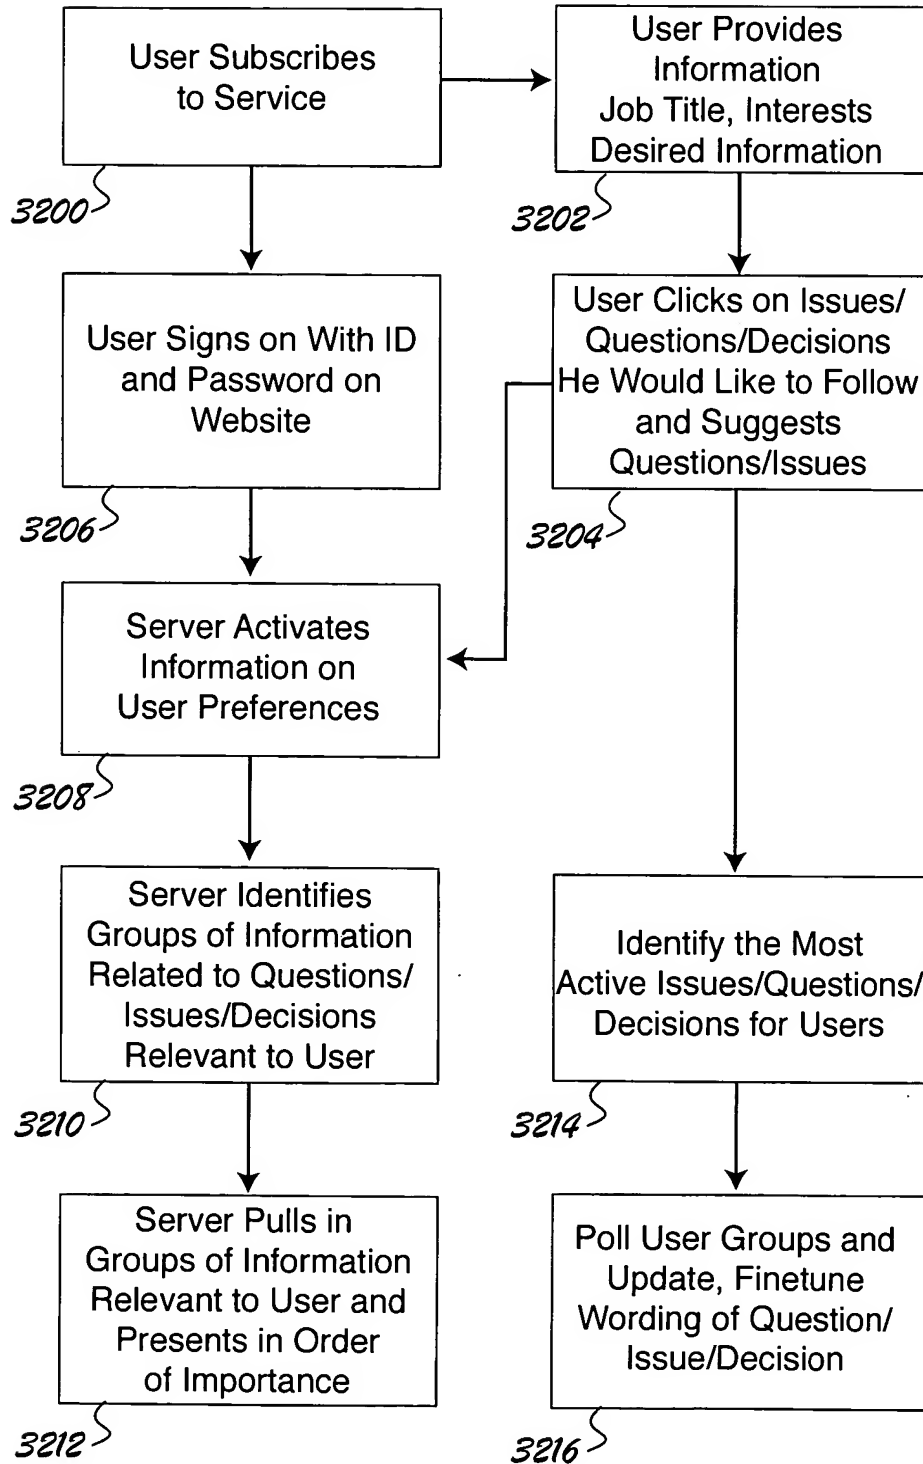 User Subscribes
to Service
3200
User Provides
Information
Job Title, Interests
Desired Information
3202
User Signs on With ID
and Password on
Website
3206
User Clicks on Issues/
Questions/Decisions
He Would Like to Follow
and Suggests
Questions/Issues
3204
Server Activates
Information on
User Preferences
3208
Server Identifies
Groups of Information
Related to Questions/
Issues/Decisions
Relevant to User
3210
Identify the Most
Active Issues/Questions/
Decisions for Users
3214
Server Pulls in
Groups of Information
Relevant to User and
Presents in Order
of Importance
3212
Poll User Groups and
Update, Finetune
Wording of Question/
Issue/Decision
3216